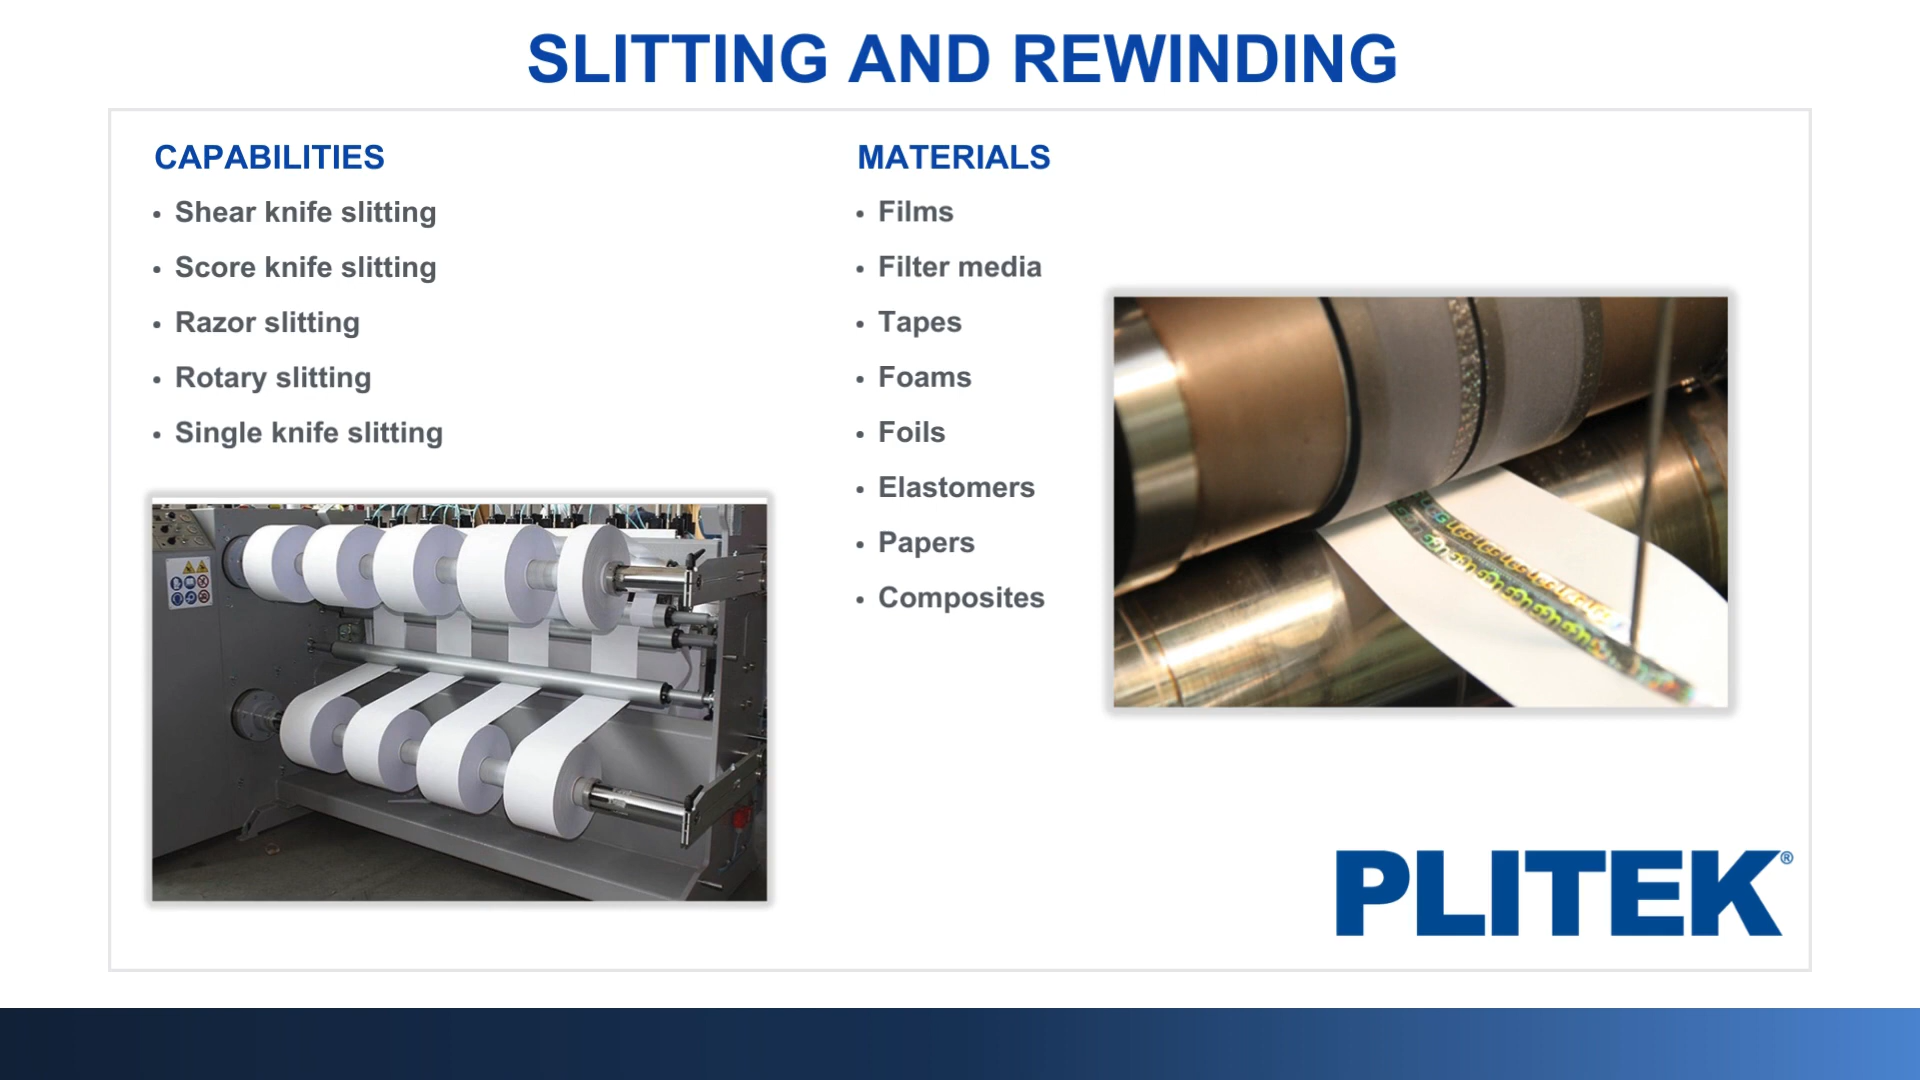 SLITTING AND REWINDING
CAPABILITIES
• Shear knife slitting
• Score knife slitting
• Razor slitting
• Rotary slitting
• Single knife slitting
MATERIALS
• Films
• Filter media
• Tapes
• Foams
• Foils
• Elastomers
• Papers
• Composites
PLITEK®